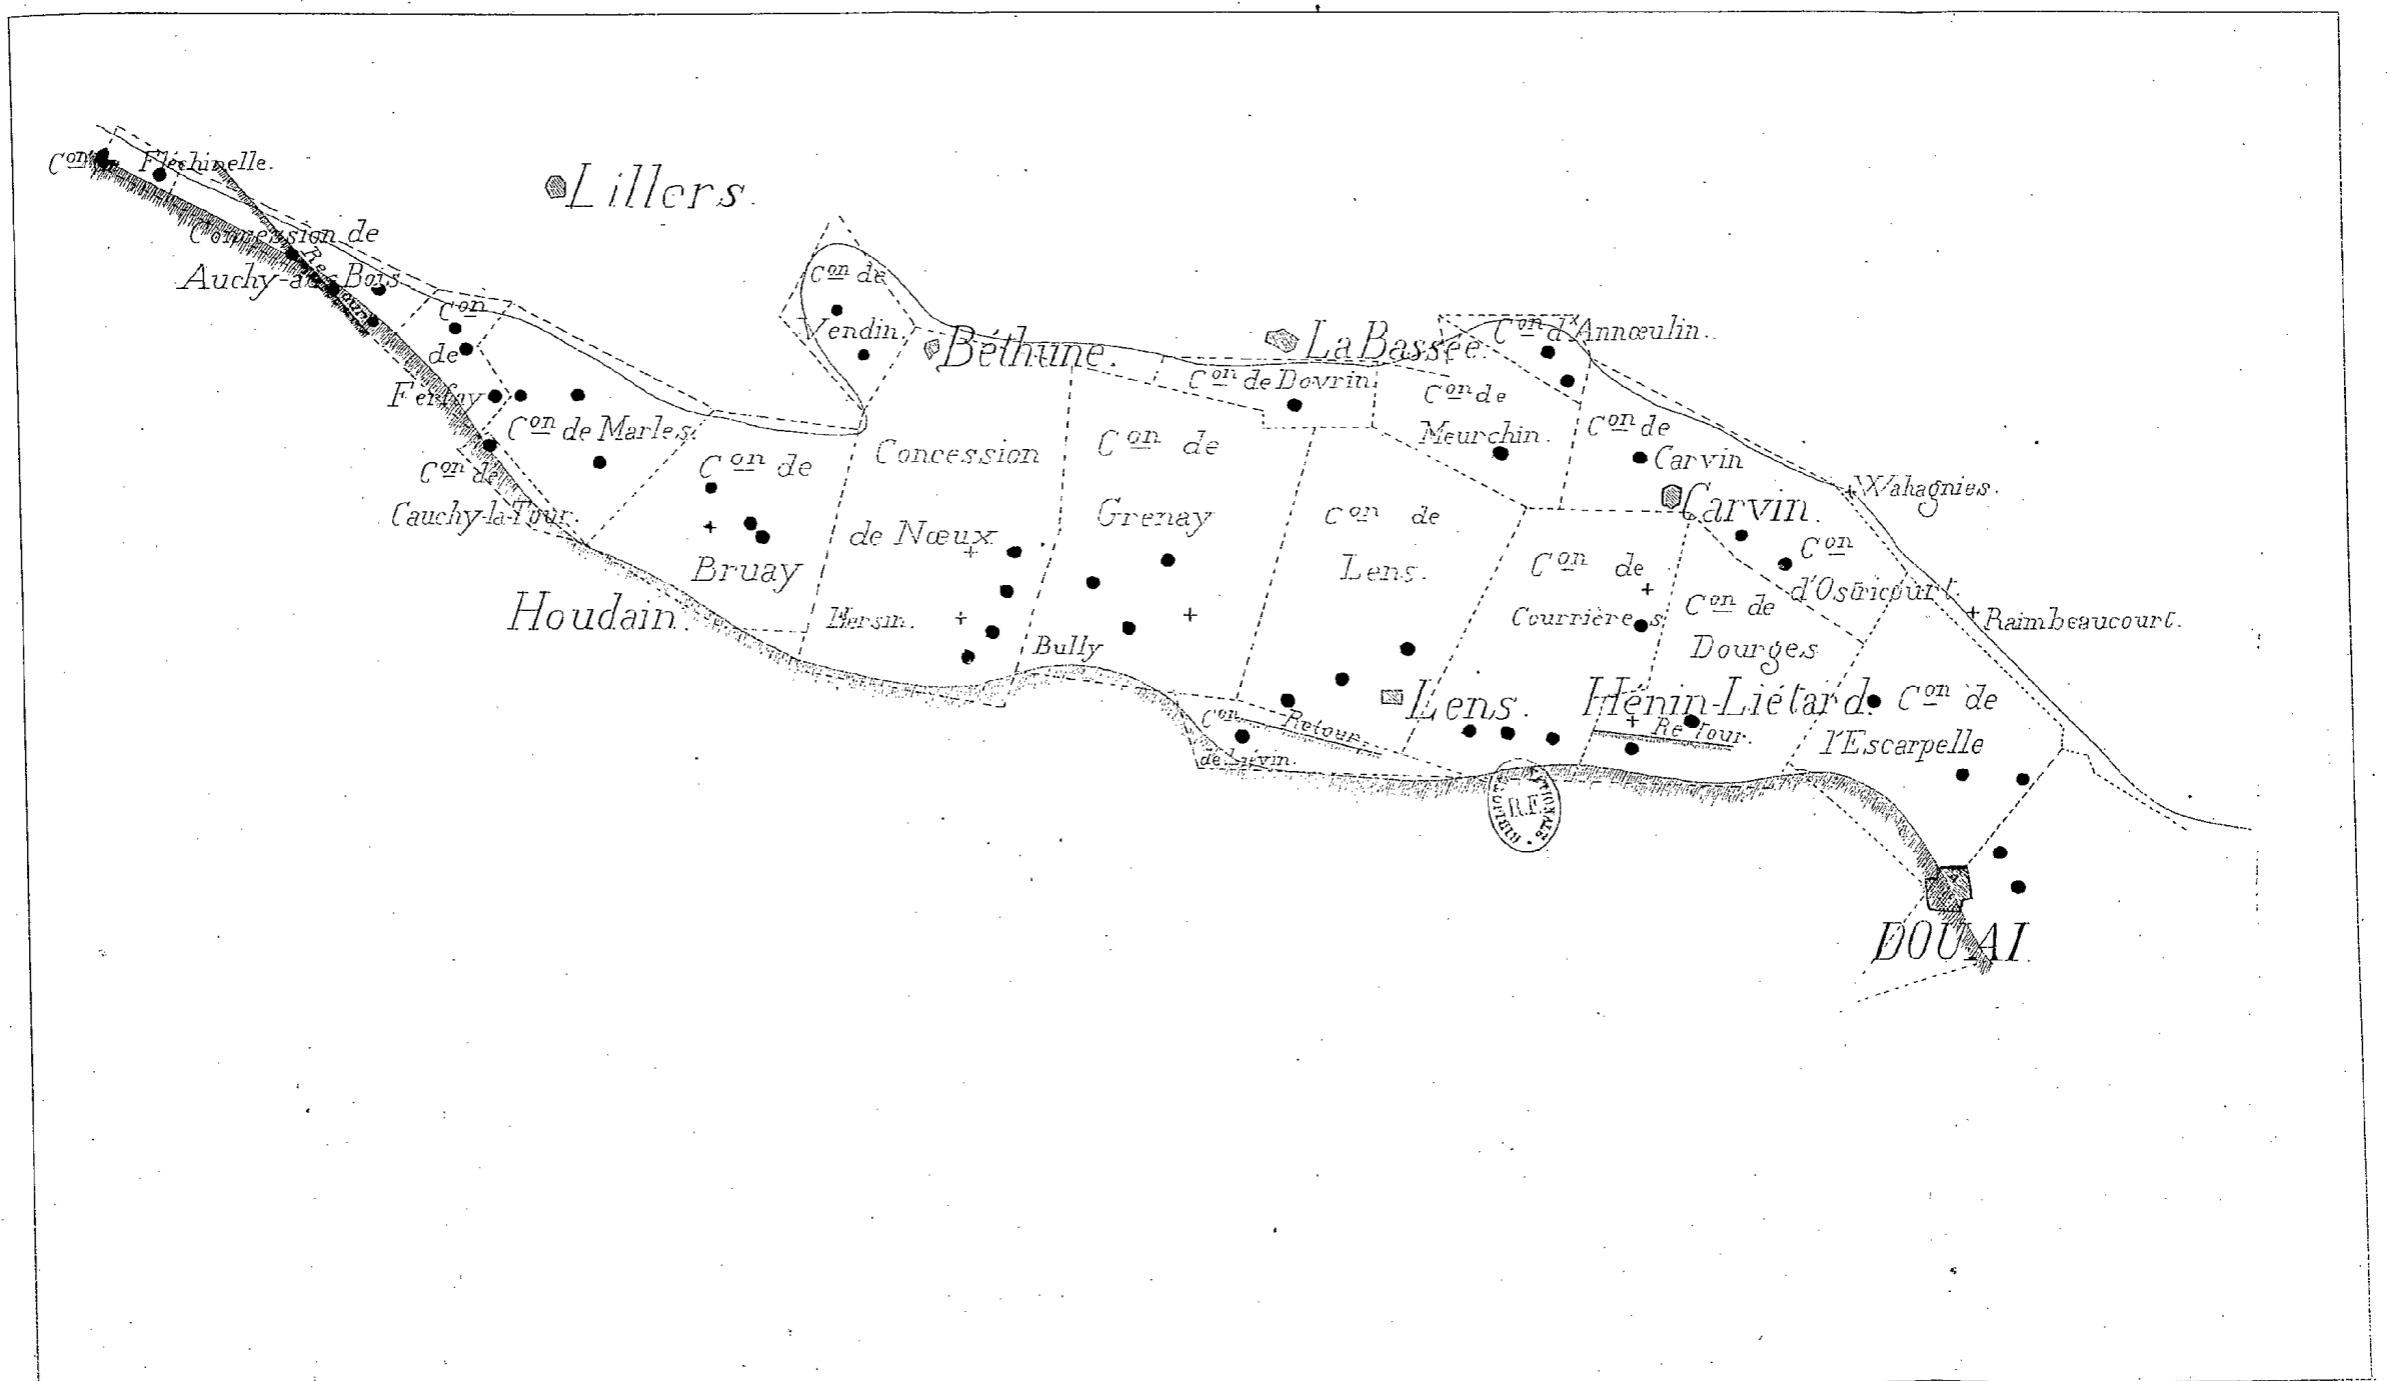 Con de Fléchinelle.
Lillers.
Concession de
Auchy-au-Bois
Retour
Con
de
Ferfay
Con de Marles.
Con de
Cauchy-la-Tour.
Houdain.
Con de
Vendin.
Béthune.
Con de
Bruay
Concession
de Nœux
Hersin.
Con de
Grenay
Bully
La Bassée.
Con de Dovrin.
Con de
Meurchin.
Con d'Annœulin.
Con de
Carvin
Carvin.
Wahagnies.
Con
d'Ostricourt.
Raimbeaucourt.
Con de
Lens.
Lens.
Con de
Courrières
Con de
Dourges
Hénin-Liétard.
Retour.
Con
de Liévin.
Retour.
Con de
l'Escarpelle
DOUAI.
R.F.